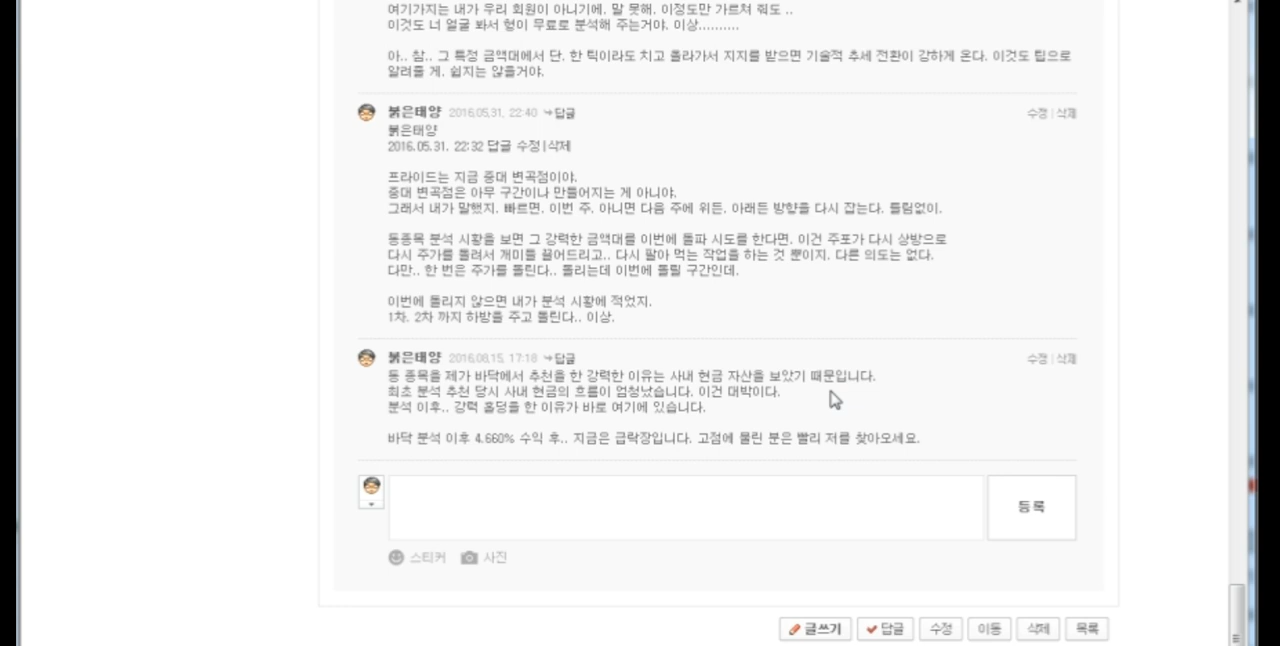 여기가지는 내가 우리 회원이 아니기에. 말 못해. 이정도만 가르쳐 줘도 ..
이것도 너 얼굴 봐서 형이 무료로 분석해 주는거야. 이상..........
아.. 참.. 그 특정 금액대에서 단. 한 틱이라도 치고 올라가서 지지를 받으면 기술적 추세 전환이 강하게 온다. 이것도 팁으로
알려줄 게. 쉽지는 않을거야.
붉은태양 2016.05.31. 22:40 답글 수정 | 삭제
붉은태양
2016.05.31. 22:32 답글 수정|삭제
프라이드는 지금 중대 변곡점이야.
중대 변곡점은 아무 구간이나 만들어지는 게 아니야.
그래서 내가 말했지. 빠르면. 이번 주. 아니면 다음 주에 위든. 아래든 방향을 다시 잡는다. 틀림없이.
동종목 분석 시황을 보면 그 강력한 금액대를 이번에 돌파 시도를 한다면. 이건 주포가 다시 상방으로
다시 주가를 돌려서 개미를 끌어드리고.. 다시 팔아 먹는 작업을 하는 것 뿐이지. 다른 의도는 없다.
다만.. 한 번은 주가를 돌린다.. 돌리는데 이번에 돌릴 구간인데.
이번에 돌리지 않으면 내가 분석 시황에 적었지.
1차. 2차 까지 하방을 주고 돌린다.. 이상.
붉은태양 2016.08.15. 17:18 답글 수정 | 삭제
동 종목을 제가 바닥에서 추천을 한 강력한 이유는 사내 현금 자산을 보았기 때문입니다.
최초 분석 추천 당시 사내 현금의 흐름이 엄청났습니다. 이건 대박이다.
분석 이후.. 강력 홀딩을 한 이유가 바로 여기에 있습니다.
바닥 분석 이후 4.660% 수익 후.. 지금은 급락장입니다. 고점에 물린 분은 빨리 저를 찾아오세요.
등록
스티커 사진
글쓰기 답글 수정 이동 삭제 목록